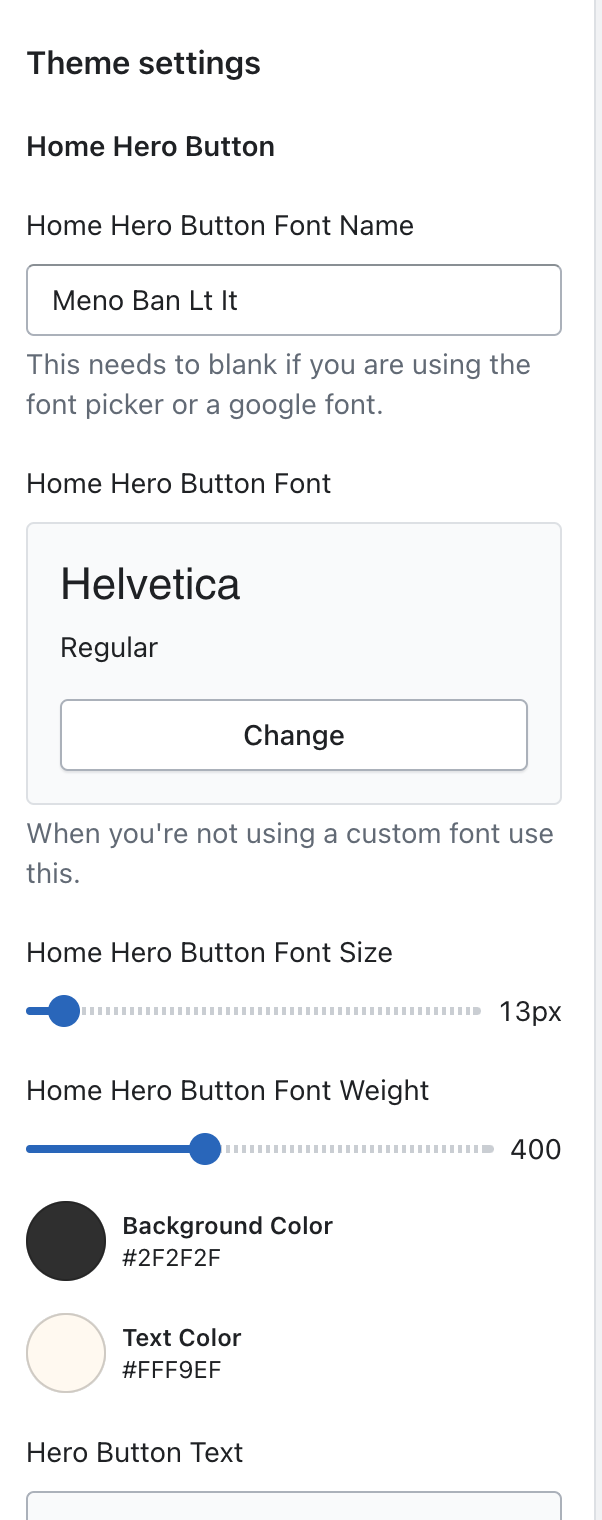 Theme settings
Home Hero Button
Home Hero Button Font Name
Meno Ban Lt It
This needs to blank if you are using the
font picker or a google font.
Home Hero Button Font
Helvetica
Regular
Change
When you're not using a custom font use
this.
Home Hero Button Font Size
13px
Home Hero Button Font Weight
400
Background Color
#2F2F2F
Text Color
#FFF9EF
Hero Button Text